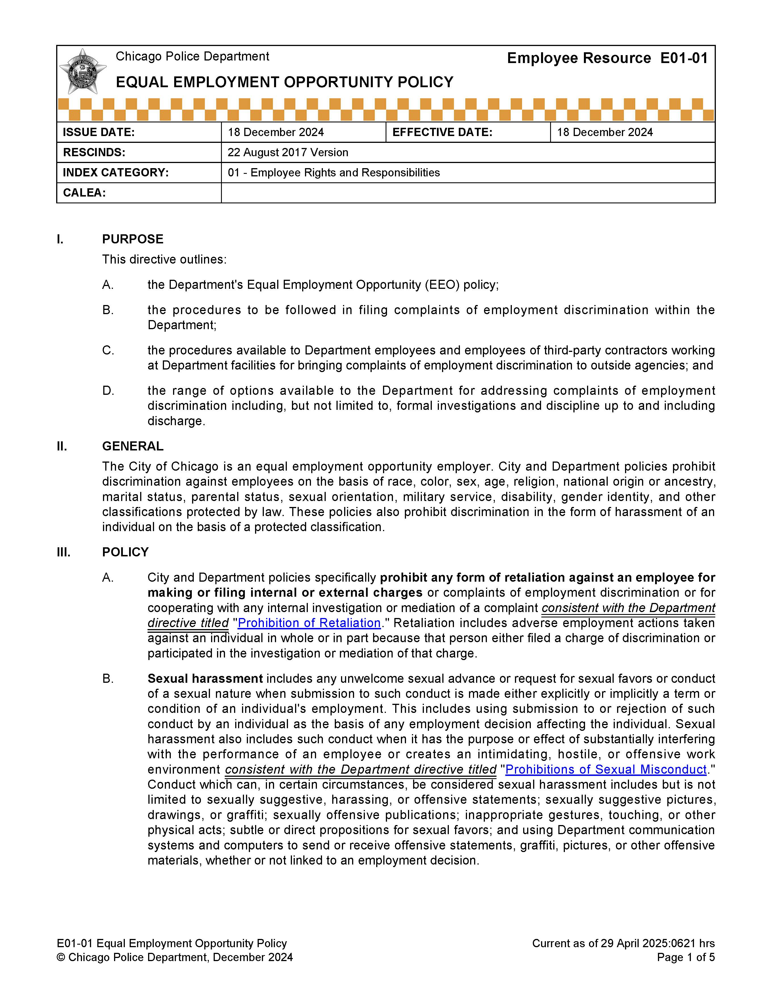 Chicago Police Department
Employee Resource E01-01
EQUAL EMPLOYMENT OPPORTUNITY POLICY
POLICE
CITY OF CHICAGO
INCORPORATED 4th MARCH 1837
ISSUE DATE: 18 December 2024 EFFECTIVE DATE: 18 December 2024
RESCINDS: 22 August 2017 Version
INDEX CATEGORY: 01 - Employee Rights and Responsibilities
CALEA:
I. PURPOSE
This directive outlines:
A. the Department's Equal Employment Opportunity (EEO) policy;
B. the procedures to be followed in filing complaints of employment discrimination within the
Department;
C. the procedures available to Department employees and employees of third-party contractors working
at Department facilities for bringing complaints of employment discrimination to outside agencies; and
D. the range of options available to the Department for addressing complaints of employment
discrimination including, but not limited to, formal investigations and discipline up to and including
discharge.
II. GENERAL
The City of Chicago is an equal employment opportunity employer. City and Department policies prohibit
discrimination against employees on the basis of race, color, sex, age, religion, national origin or ancestry,
marital status, parental status, sexual orientation, military service, disability, gender identity, and other
classifications protected by law. These policies also prohibit discrimination in the form of harassment of an
individual on the basis of a protected classification.
III. POLICY
A. City and Department policies specifically prohibit any form of retaliation against an employee for
making or filing internal or external charges or complaints of employment discrimination or for
cooperating with any internal investigation or mediation of a complaint consistent with the Department
directive titled "Prohibition of Retaliation." Retaliation includes adverse employment actions taken
against an individual in whole or in part because that person either filed a charge of discrimination or
participated in the investigation or mediation of that charge.
B. Sexual harassment includes any unwelcome sexual advance or request for sexual favors or conduct
of a sexual nature when submission to such conduct is made either explicitly or implicitly a term or
condition of an individual's employment. This includes using submission to or rejection of such
conduct by an individual as the basis of any employment decision affecting the individual. Sexual
harassment also includes such conduct when it has the purpose or effect of substantially interfering
with the performance of an employee or creates an intimidating, hostile, or offensive work
environment consistent with the Department directive titled "Prohibitions of Sexual Misconduct."
Conduct which can, in certain circumstances, be considered sexual harassment includes but is not
limited to sexually suggestive, harassing, or offensive statements; sexually suggestive pictures,
drawings, or graffiti; sexually offensive publications; inappropriate gestures, touching, or other
physical acts; subtle or direct propositions for sexual favors; and using Department communication
systems and computers to send or receive offensive statements, graffiti, pictures, or other offensive
materials, whether or not linked to an employment decision.
E01-01 Equal Employment Opportunity Policy
Current as of 29 April 2025:0621 hrs
© Chicago Police Department, December 2024
Page 1 of 5